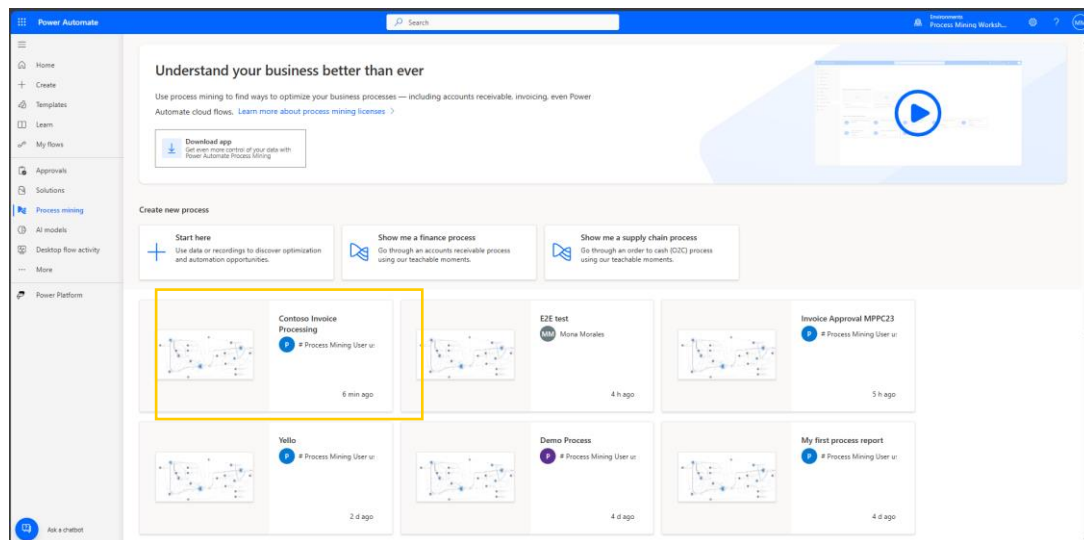 Power Automate
Search
Environments
Process Mining Worksh...
Home
Create
Templates
Learn
My flows
Approvals
Solutions
Process mining
AI models
Desktop flow activity
More
Power Platform
Ask a chatbot
Understand your business better than ever
Use process mining to find ways to optimize your business processes — including accounts receivable, invoicing, even Power
Automate cloud flows. Learn more about process mining licenses
Download app
Get even more control of your data with
Power Automate Process Mining
Create new process
Start here
Use data or recordings to discover optimization
and automation opportunities.
Show me a finance process
Go through an accounts receivable process
using our teachable moments.
Show me a supply chain process
Go through an order to cash (O2C) process
using our teachable moments.
Contoso Invoice
Processing
P # Process Mining User u
6 min ago
E2E test
MM Mona Morales
4 h ago
Invoice Approval MPPC23
P # Process Mining User u
5 h ago
Yello
P # Process Mining User u
2 d ago
Demo Process
P # Process Mining User u
4 d ago
My first process report
P # Process Mining User u
4 d ago